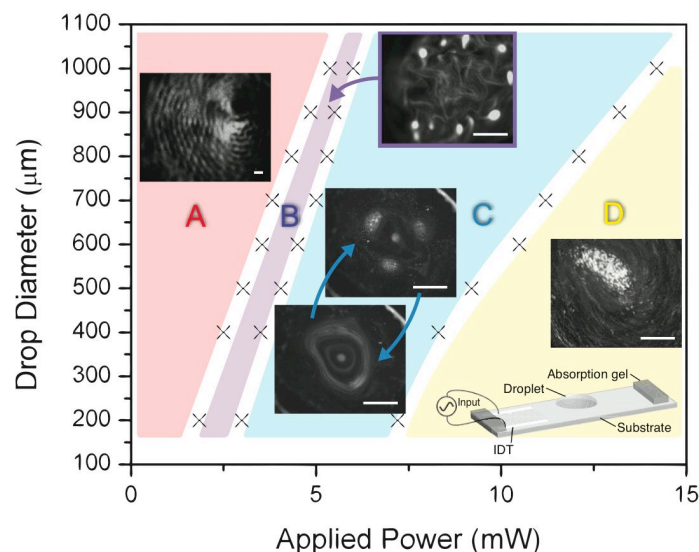 1100
1000
900
800
700
600
500
400
300
200
100
Drop Diameter (μm)
A
B
C
D
Absorption gel
Droplet
Input
Substrate
IDT
0
5
10
15
Applied Power (mW)